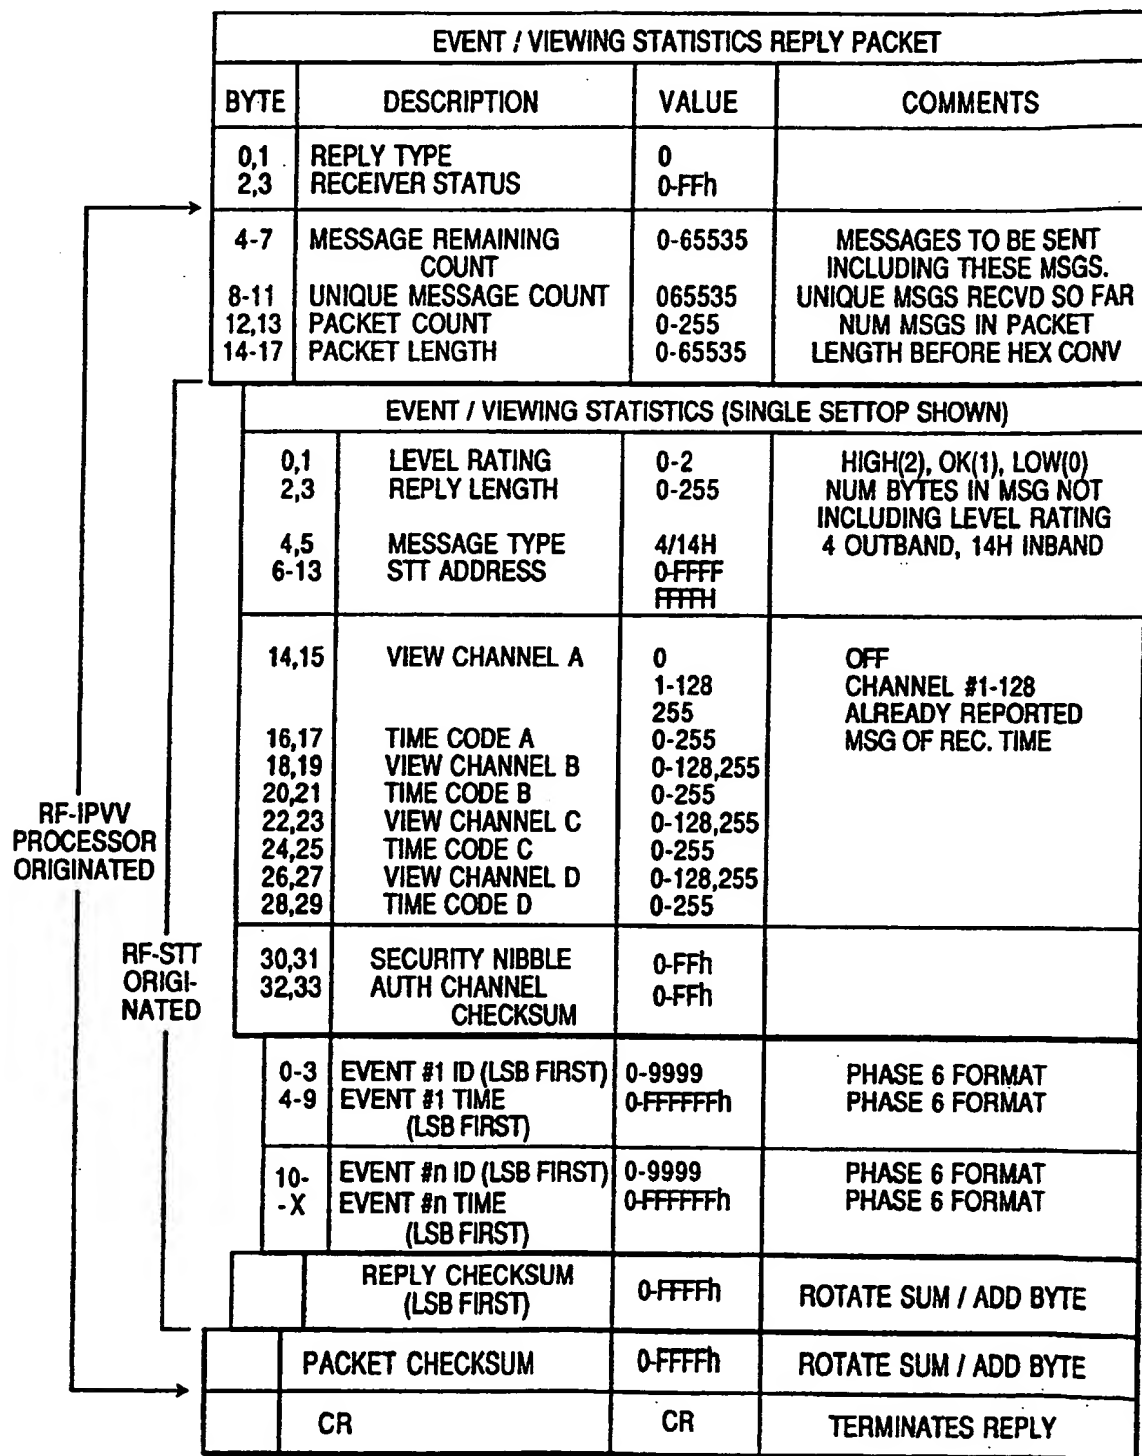 EVENT / VIEWING STATISTICS REPLY PACKET
BYTE DESCRIPTION VALUE COMMENTS
0,1 REPLY TYPE 0
2,3 RECEIVER STATUS 0-FFh
4-7 MESSAGE REMAINING 0-65535 MESSAGES TO BE SENT
COUNT INCLUDING THESE MSGS.
8-11 UNIQUE MESSAGE COUNT 065535 UNIQUE MSGS RECVD SO FAR
12,13 PACKET COUNT 0-255 NUM MSGS IN PACKET
14-17 PACKET LENGTH 0-65535 LENGTH BEFORE HEX CONV
EVENT / VIEWING STATISTICS (SINGLE SETTOP SHOWN)
0,1 LEVEL RATING 0-2 HIGH(2), OK(1), LOW(0)
2,3 REPLY LENGTH 0-255 NUM BYTES IN MSG NOT
INCLUDING LEVEL RATING
4,5 MESSAGE TYPE 4/14H 4 OUTBAND, 14H INBAND
6-13 STT ADDRESS 0-FFFF
FFFFH
14,15 VIEW CHANNEL A 0 OFF
1-128 CHANNEL #1-128
255 ALREADY REPORTED
16,17 TIME CODE A 0-255 MSG OF REC. TIME
18,19 VIEW CHANNEL B 0-128,255
20,21 TIME CODE B 0-255
22,23 VIEW CHANNEL C 0-128,255
24,25 TIME CODE C 0-255
26,27 VIEW CHANNEL D 0-128,255
28,29 TIME CODE D 0-255
RF-IPVV
PROCESSOR
ORIGINATED
RF-STT
ORIGI-
NATED
30,31 SECURITY NIBBLE 0-FFh
32,33 AUTH CHANNEL 0-FFh
CHECKSUM
0-3 EVENT #1 ID (LSB FIRST) 0-9999 PHASE 6 FORMAT
4-9 EVENT #1 TIME 0-FFFFFFh PHASE 6 FORMAT
(LSB FIRST)
10- EVENT #n ID (LSB FIRST) 0-9999 PHASE 6 FORMAT
-X EVENT #n TIME 0-FFFFFFh PHASE 6 FORMAT
(LSB FIRST)
REPLY CHECKSUM 0-FFFFh ROTATE SUM / ADD BYTE
(LSB FIRST)
PACKET CHECKSUM 0-FFFFh ROTATE SUM / ADD BYTE
CR CR TERMINATES REPLY